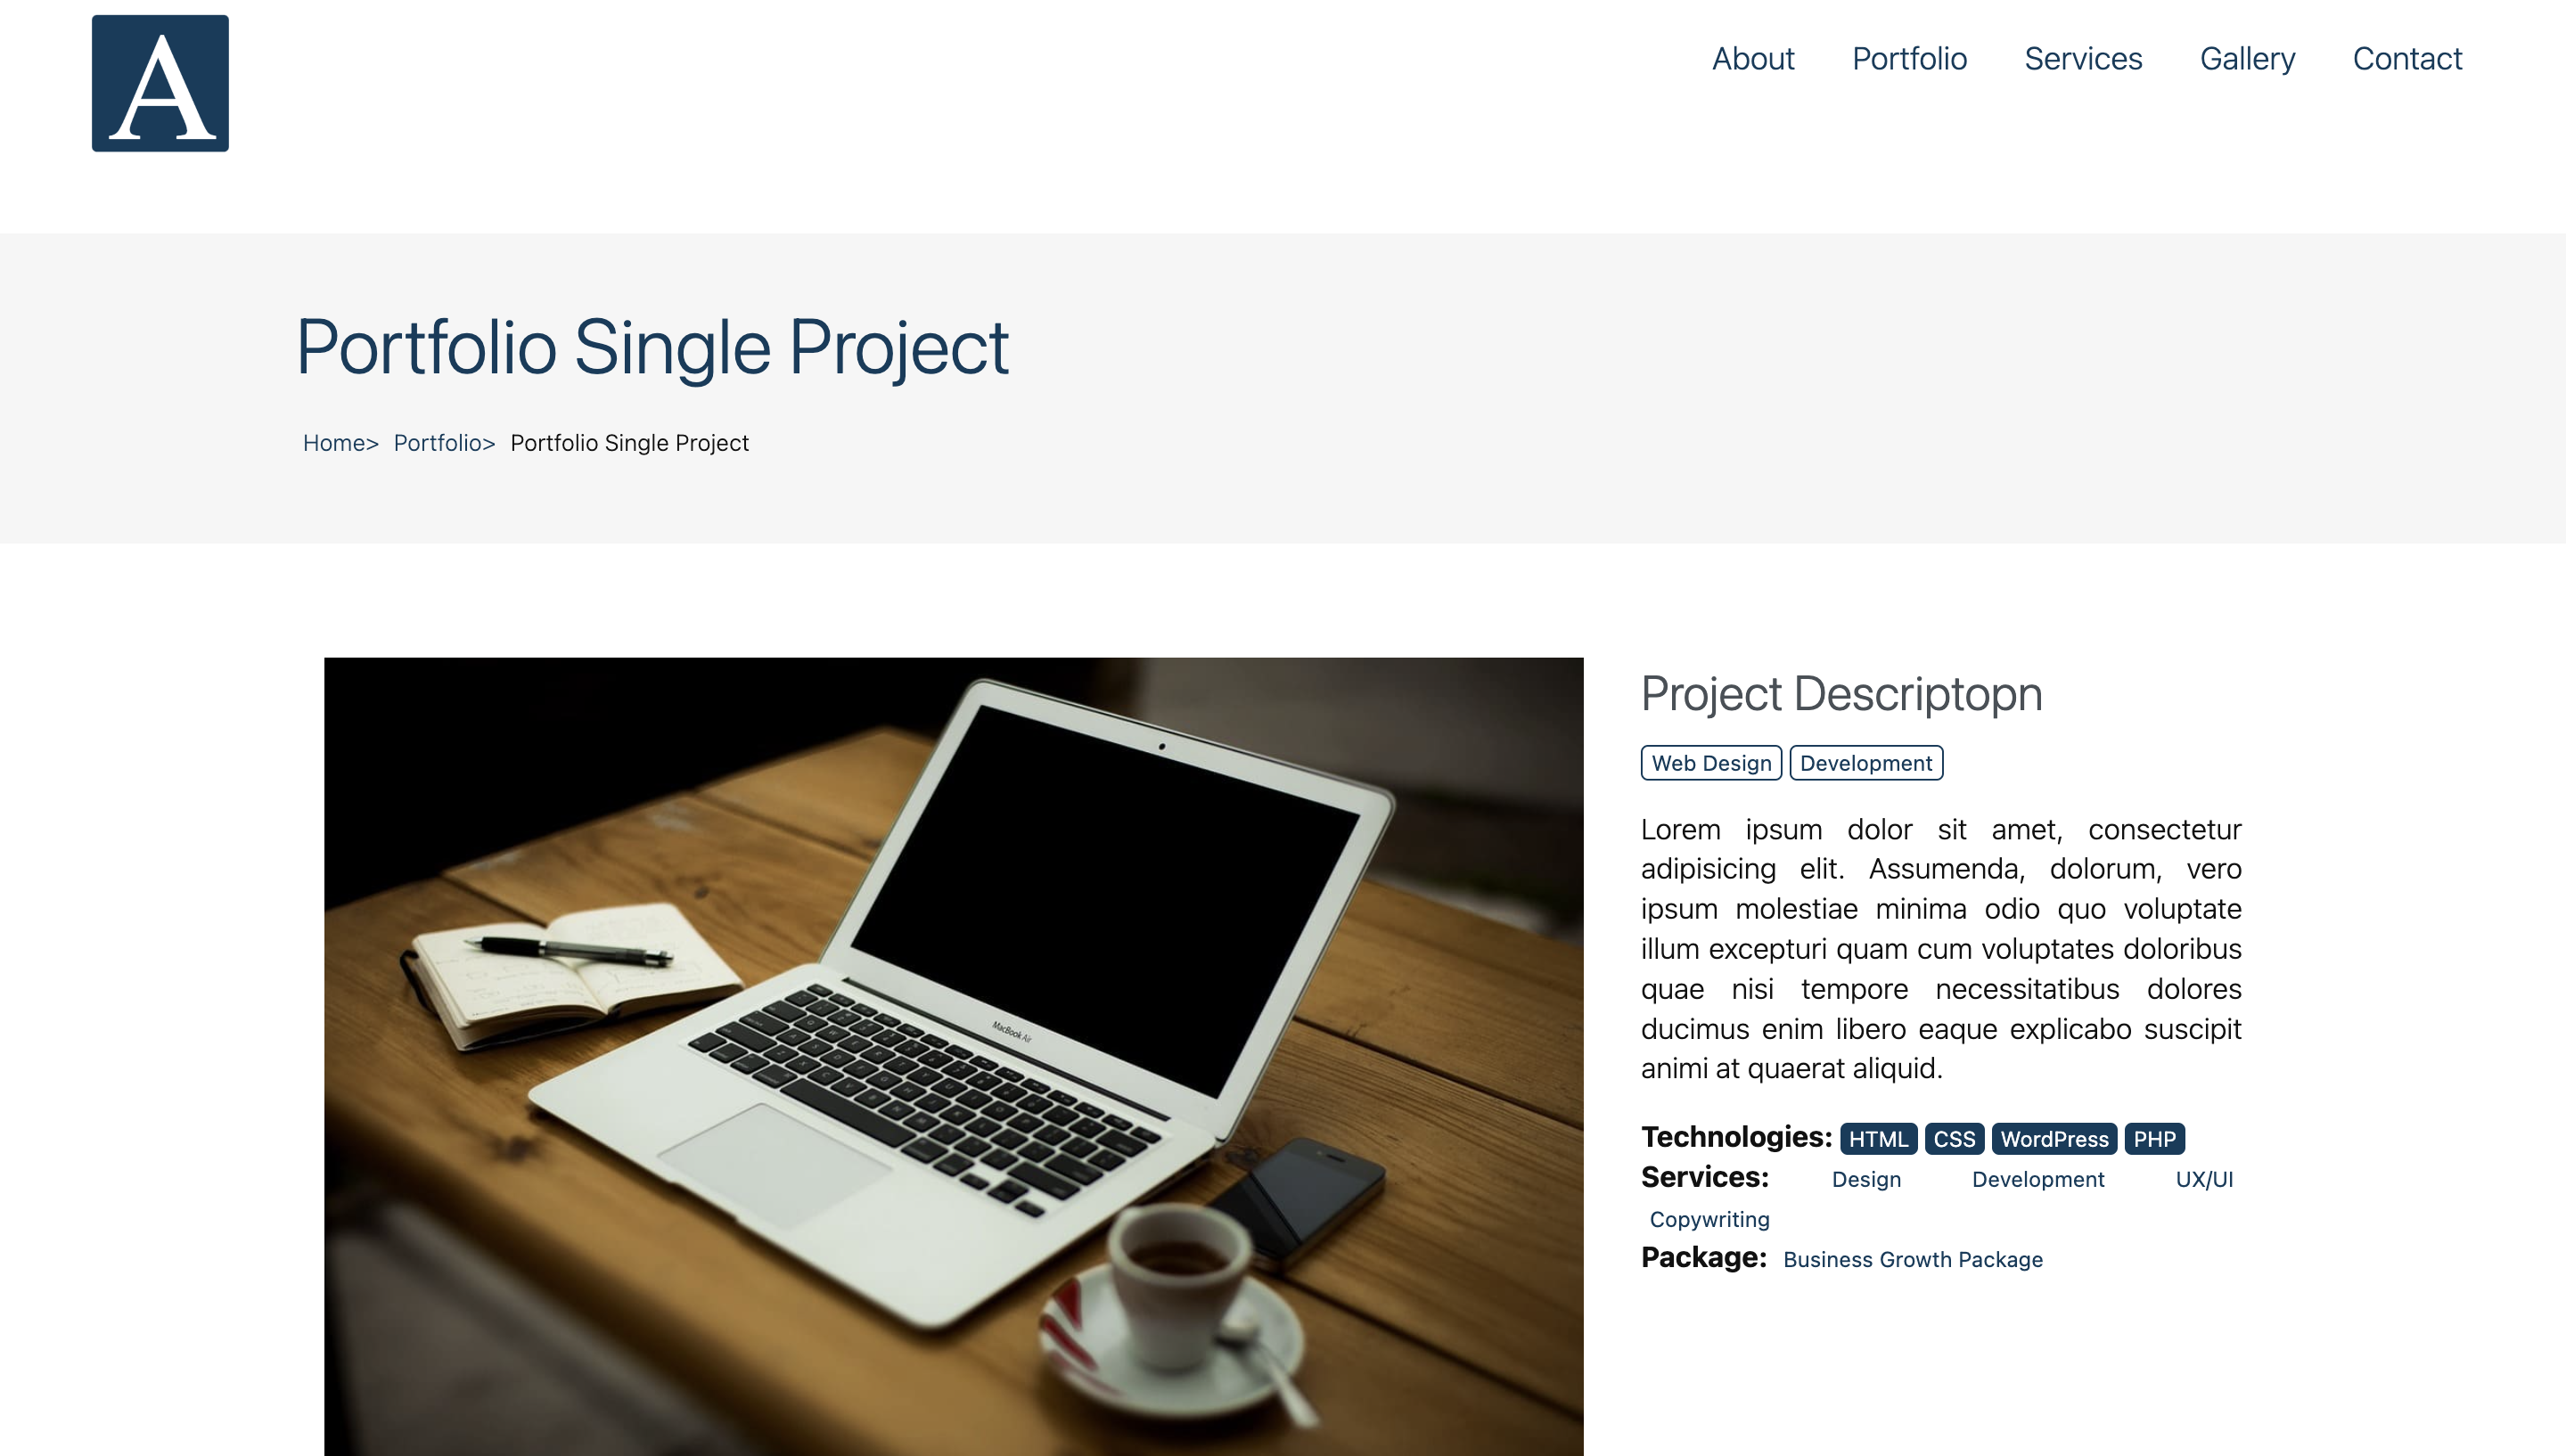 A
About Portfolio Services Gallery Contact
Portfolio Single Project
Home> Portfolio> Portfolio Single Project
Project Descriptopn
Web Design Development
Lorem ipsum dolor sit amet, consectetur
adipisicing elit. Assumenda, dolorum, vero
ipsum molestiae minima odio quo voluptate
illum excepturi quam cum voluptates doloribus
quae nisi tempore necessitatibus dolores
ducimus enim libero eaque explicabo suscipit
animi at quaerat aliquid.
Technologies: HTML CSS WordPress PHP
Services: Design Development UX/UI
Copywriting
Package: Business Growth Package
MacBook Air